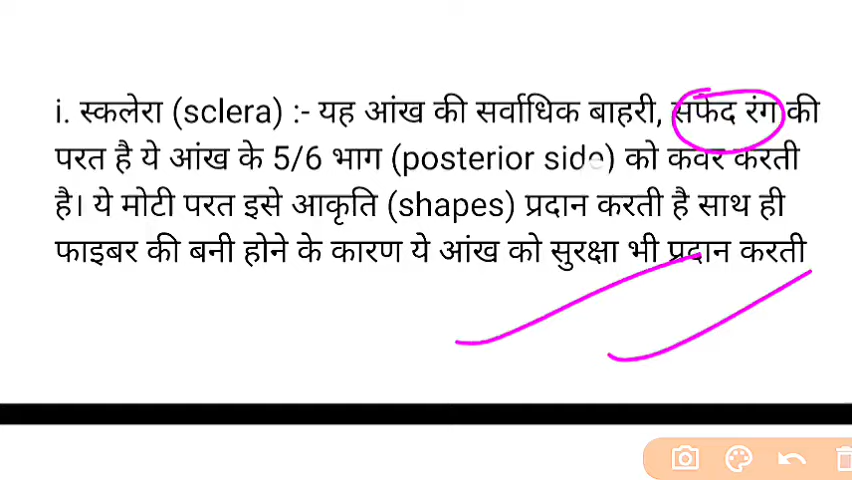 i. स्कलेरा (sclera) :- यह आंख की सर्वाधिक बाहरी, सफेद रंग की
परत है ये आंख के 5/6 भाग (posterior side) को कवर करती
है। ये मोटी परत इसे आकृति (shapes) प्रदान करती है साथ ही
फाइबर की बनी होने के कारण ये आंख को सुरक्षा भी प्रदान करती